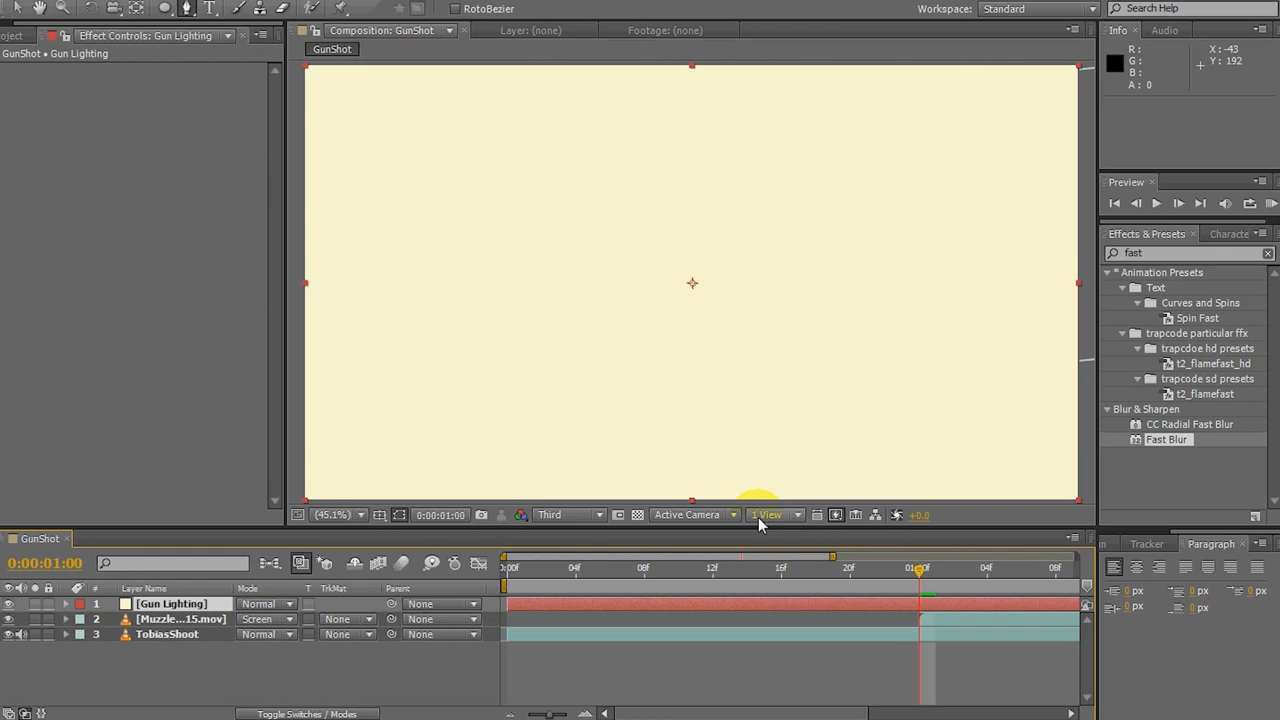 RotoBezier
Workspace: Standard
Search Help
oject
Effect Controls: Gun Lighting
Composition: GunShot
Layer: (none)
Footage: (none)
Info
Audio
GunShot • Gun Lighting
GunShot
R:
G:
B:
A: 0
X: -43
Y: 192
Preview
Effects & Presets
Characte
fast
* Animation Presets
Text
Curves and Spins
Spin Fast
trapcode particular ffx
trapcdoe hd presets
t2_flamefast_hd
trapcode sd presets
t2_flamefast
Blur & Sharpen
CC Radial Fast Blur
Fast Blur
(45.1%)
0:00:01:00
Third
Active Camera
1 View
+0.0
GunShot
Tracker
Paragraph
0:00:01:00
0:00F
04F
08F
12F
16F
20F
01:00F
04F
08F
#
Layer Name
Mode
T
TrkMat
Parent
1
[Gun Lighting]
Normal
None
2
[Muzzle...15.mov]
Screen
None
None
3
TobiasShoot
Normal
None
None
0 px
0 px
0 px
0 px
0 px
Toggle Switches / Modes